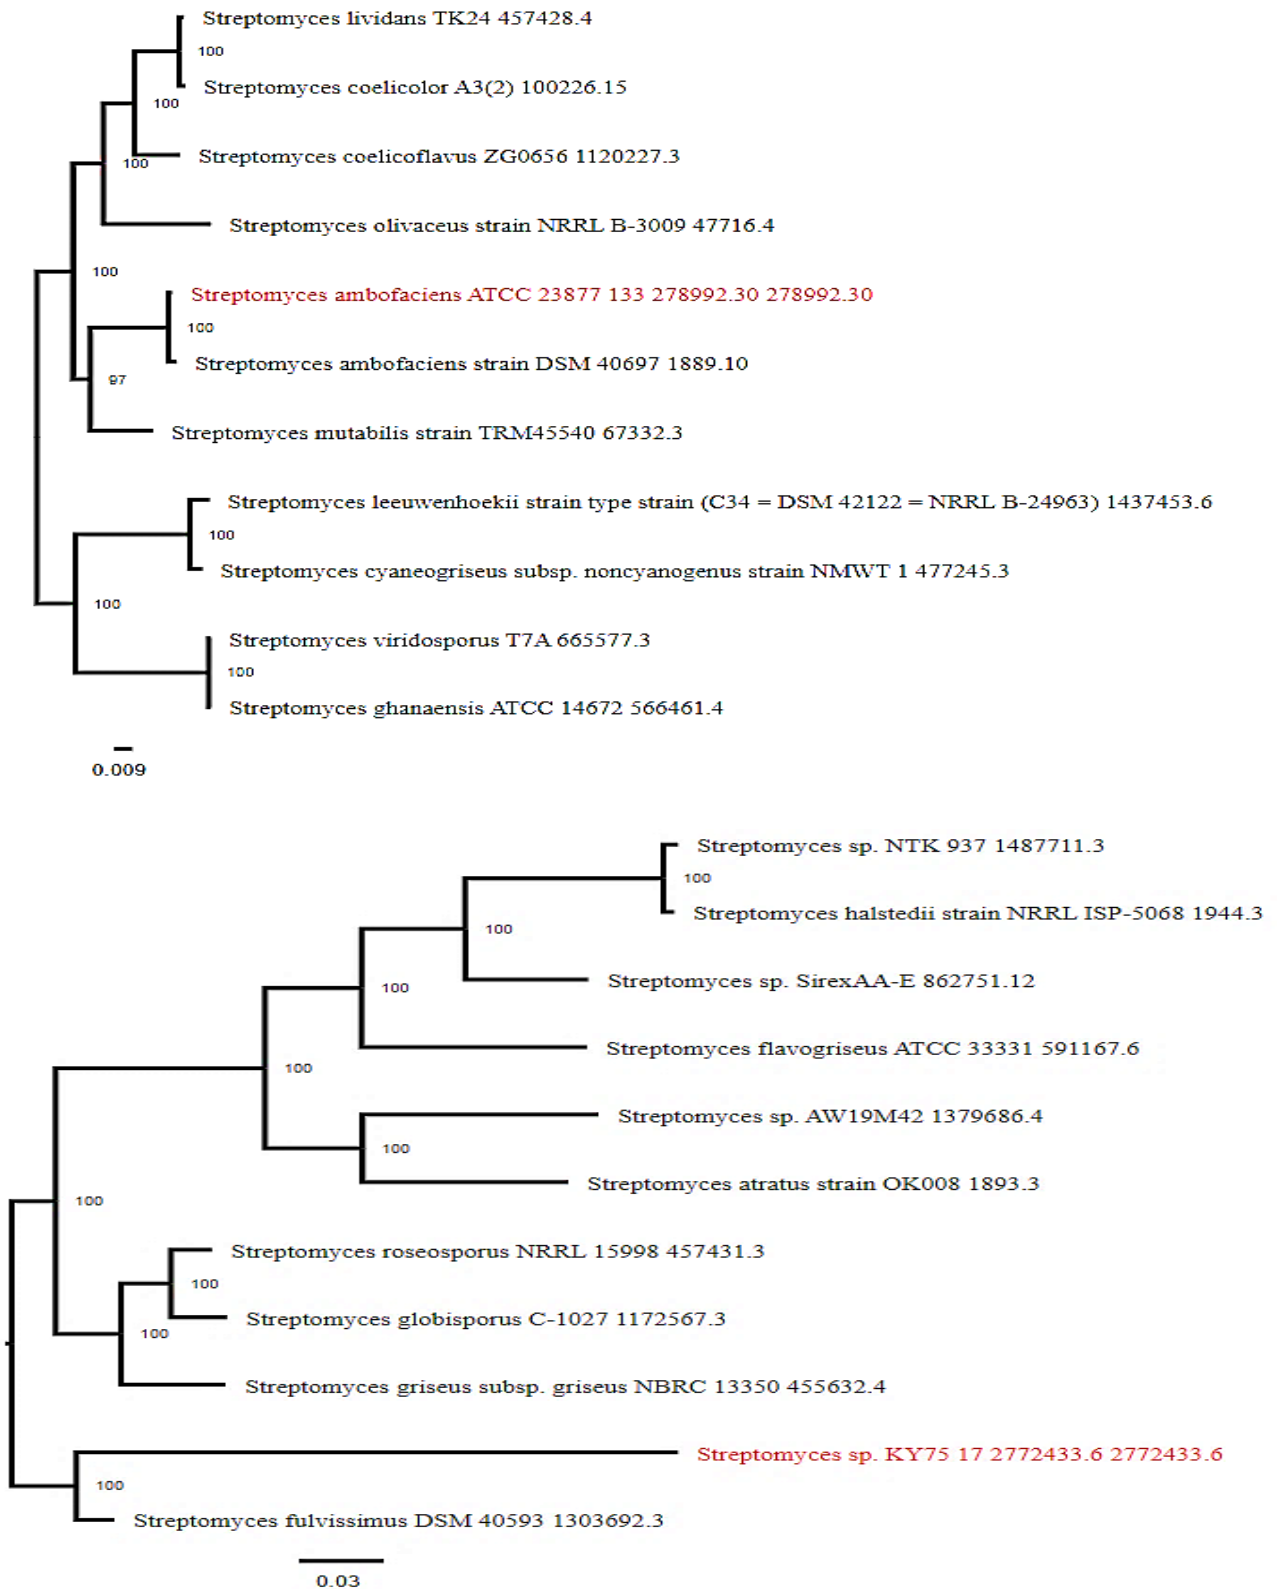 Streptomyces lividans TK24 457428.4
100
Streptomyces coelicolor A3(2) 100226.15
100
Streptomyces coelicoflavus ZG0656 1120227.3
100
Streptomyces olivaceus strain NRRL B-3009 47716.4
100
Streptomyces ambofaciens ATCC 23877 133 278992.30 278992.30
100
Streptomyces ambofaciens strain DSM 40697 1889.10
97
Streptomyces mutabilis strain TRM45540 67332.3
Streptomyces leeuwenhoekii strain type strain (C34 = DSM 42122 = NRRL B-24963) 1437453.6
100
Streptomyces cyaneogriseus subsp. noncyanogenus strain NMWT 1 477245.3
100
Streptomyces viridosporus T7A 665577.3
100
Streptomyces ghanaensis ATCC 14672 566461.4
0.009
Streptomyces sp. NTK 937 1487711.3
100
Streptomyces halstedii strain NRRL ISP-5068 1944.3
100
Streptomyces sp. SirexAA-E 862751.12
100
Streptomyces flavogriseus ATCC 33331 591167.6
100
Streptomyces sp. AW19M42 1379686.4
100
Streptomyces atratus strain OK008 1893.3
100
Streptomyces roseosporus NRRL 15998 457431.3
100
Streptomyces globisporus C-1027 1172567.3
100
Streptomyces griseus subsp. griseus NBRC 13350 455632.4
Streptomyces sp. KY75 17 2772433.6 2772433.6
100
Streptomyces fulvissimus DSM 40593 1303692.3
0.03